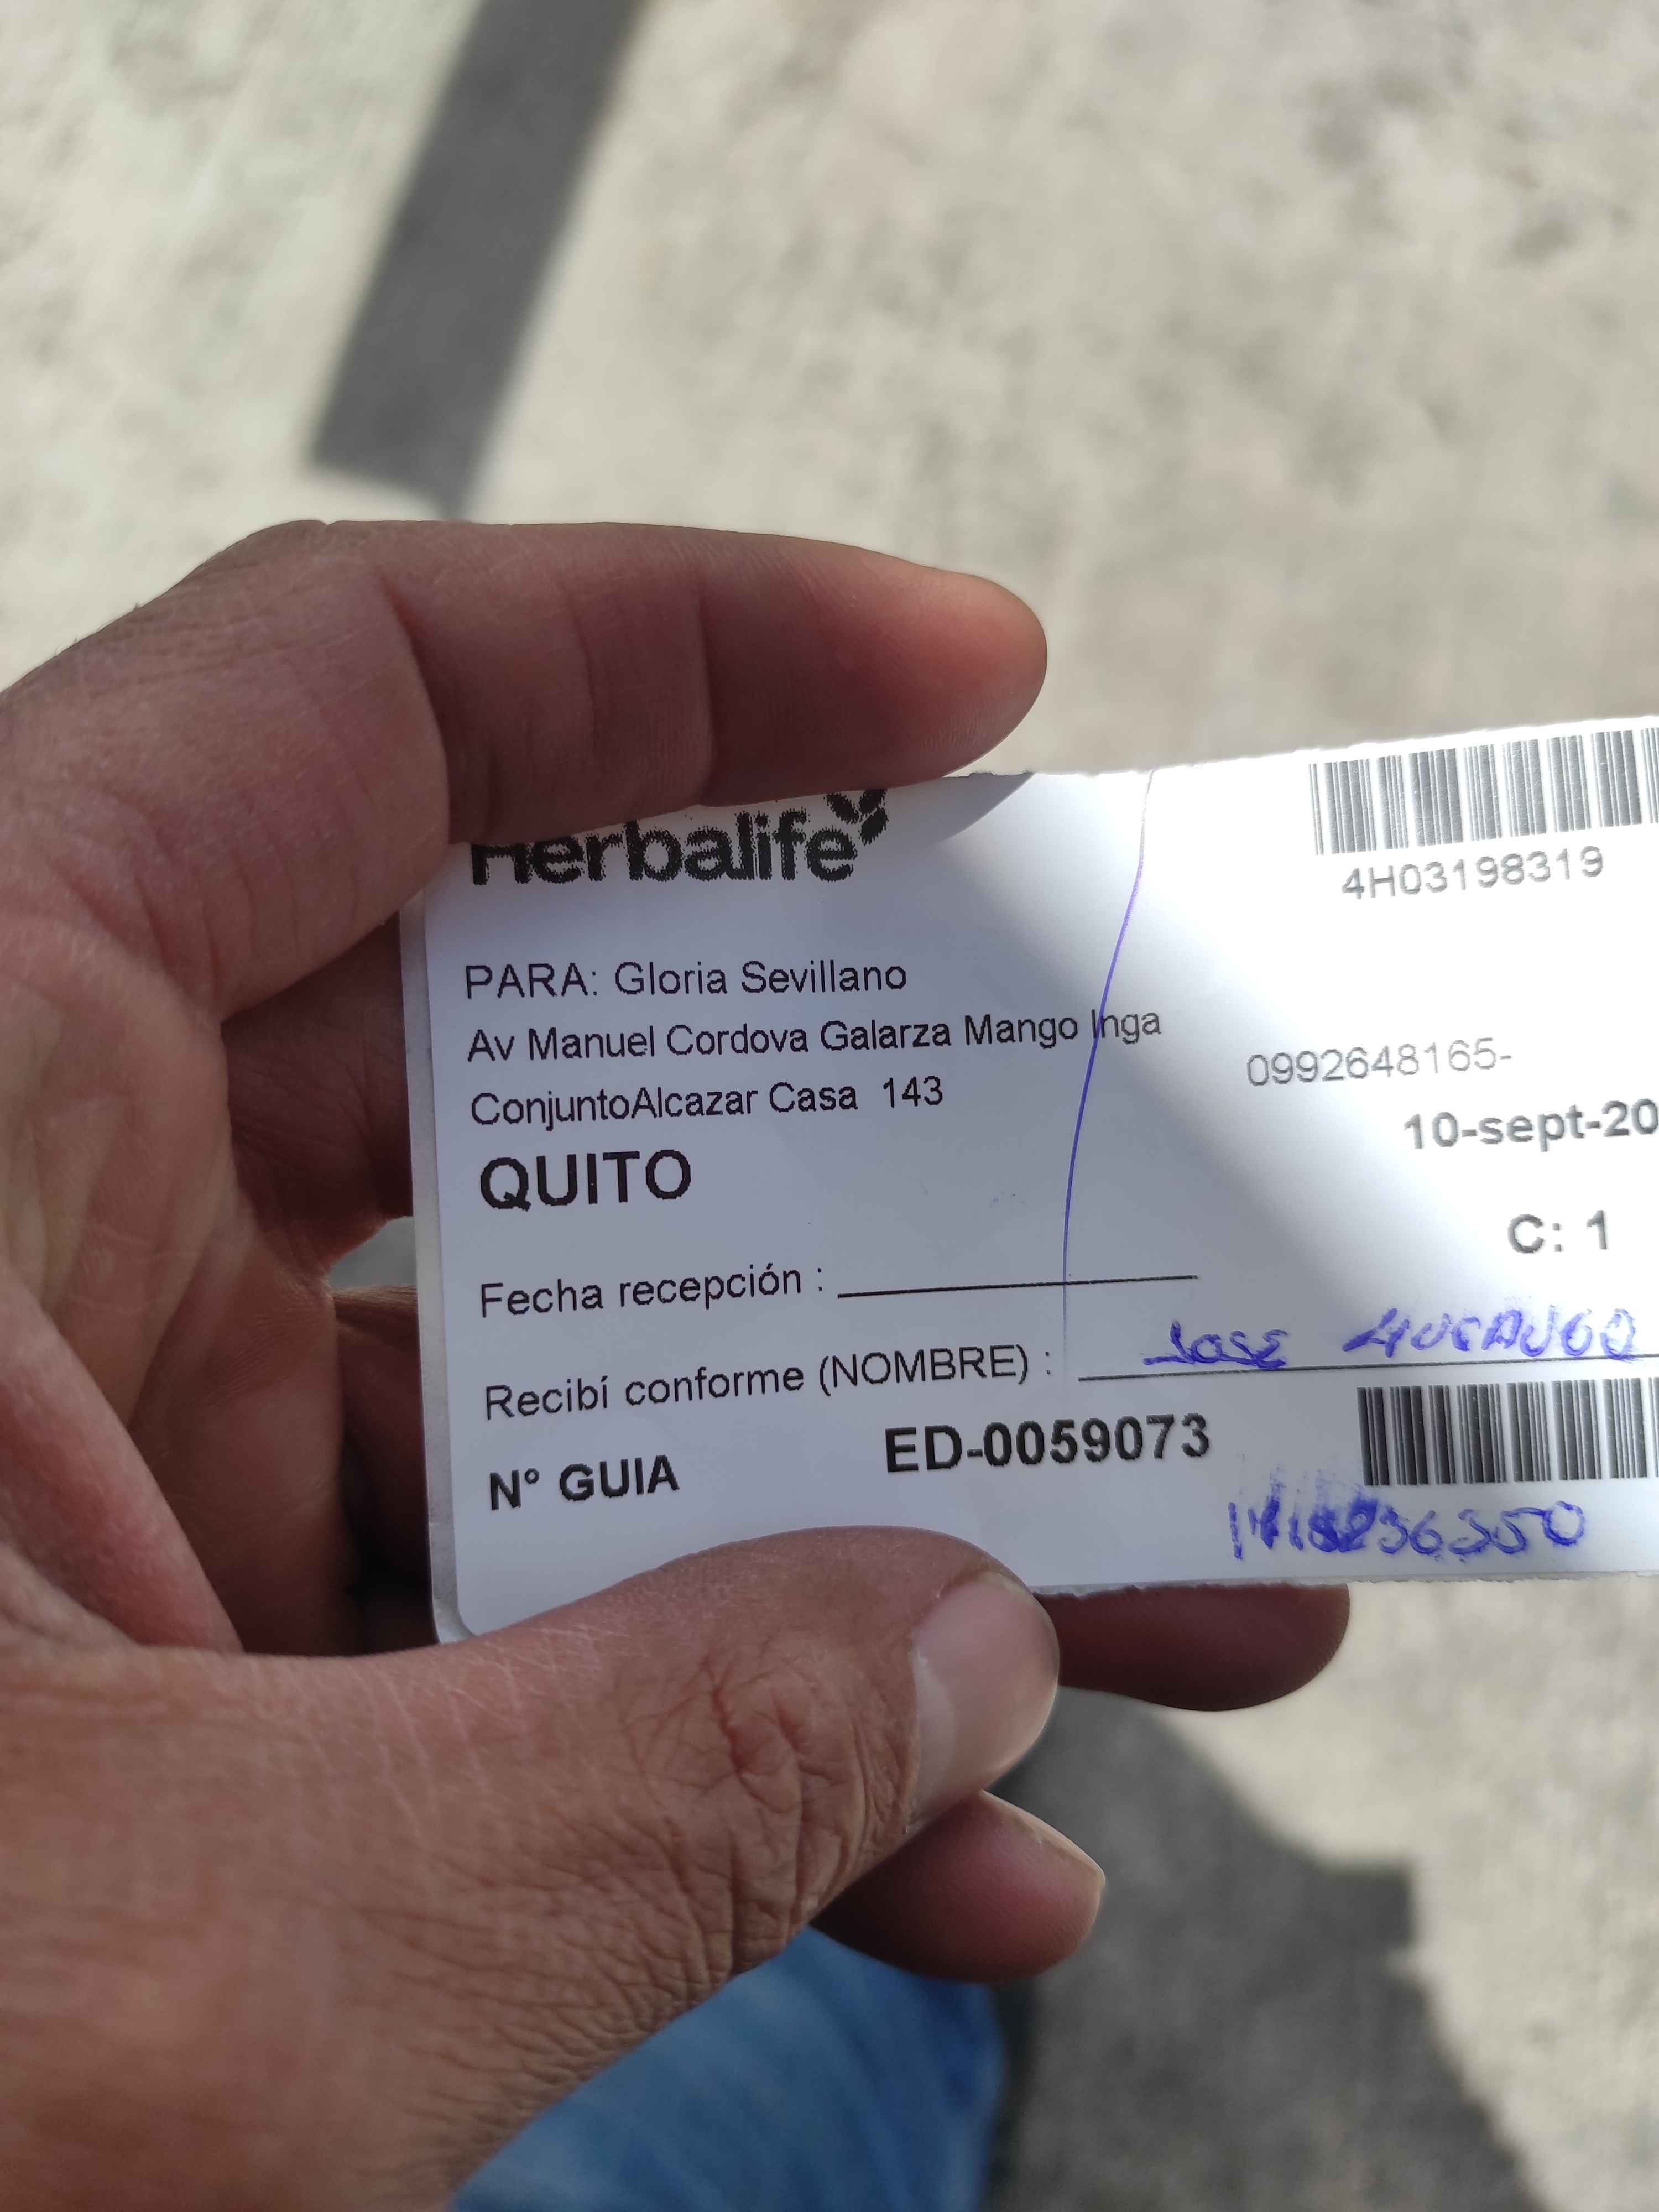 Herbalife
4H03198319
PARA: Gloria Sevillano
Av Manuel Cordova Galarza Mango Inga
0992648165-
ConjuntoAlcazar Casa 143
10-sept-20
QUITO
C: 1
Fecha recepción :
Recibí conforme (NOMBRE) : Jose
Nº GUIA ED-0059073